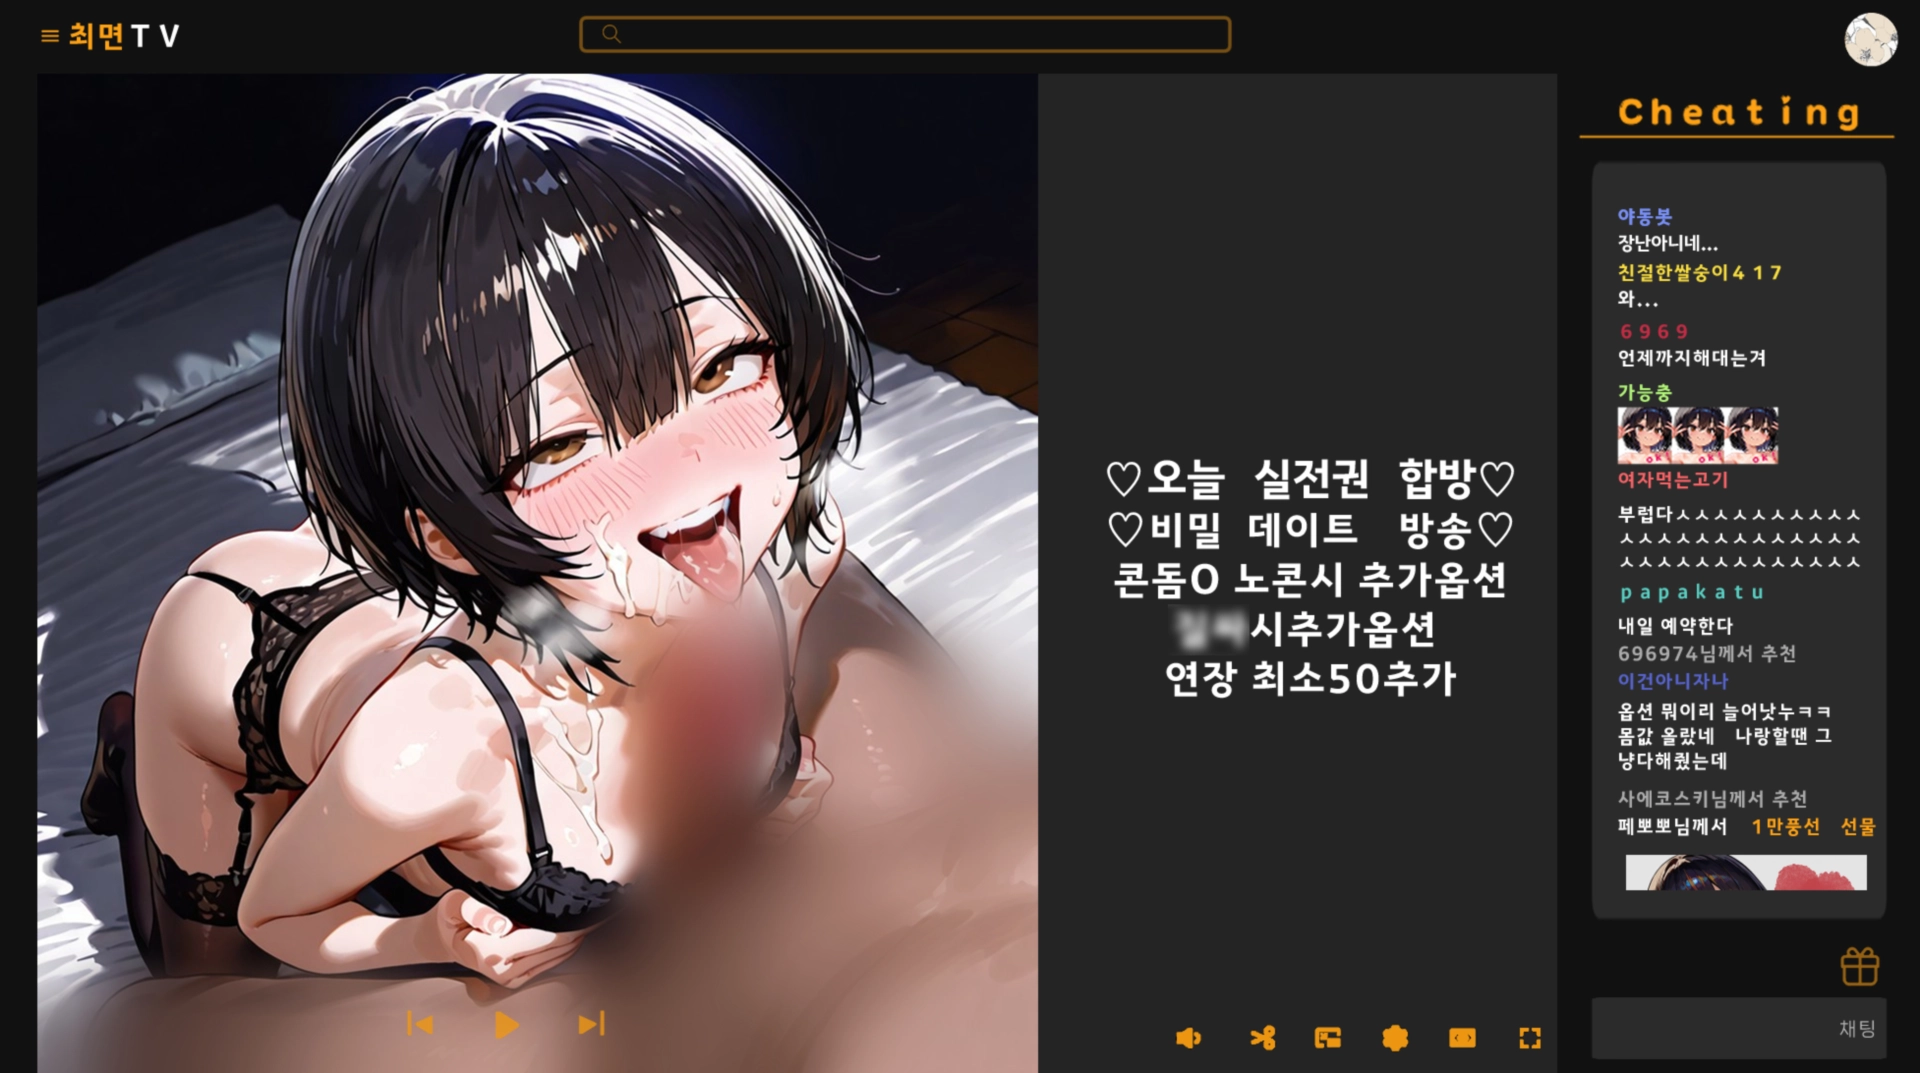 최면TV
♡오늘 실전권 합방♡
♡비밀 데이트 방송♡
콘돔O 노콘시 추가옵션
시추가옵션
연장 최소50추가
Cheating
야동봇
장난아니네...
친절한쌀숭이417
와...
6969
언제까지해대는겨
가능충
여자먹는고기
부럽다ㅅㅅㅅㅅㅅㅅㅅㅅㅅㅅ
ㅅㅅㅅㅅㅅㅅㅅㅅㅅㅅㅅㅅㅅ
ㅅㅅㅅㅅㅅㅅㅅㅅㅅㅅㅅㅅㅅ
papakatu
내일 예약한다
696974님께서 추천
이건아니자나
옵션 뭐이리 늘어낫누ㅋㅋ
몸값 올랐네 나랑할땐 그
냥다해줬는데
사에코스키님께서 추천
페뽀뽀님께서 1만풍선 선물
채팅